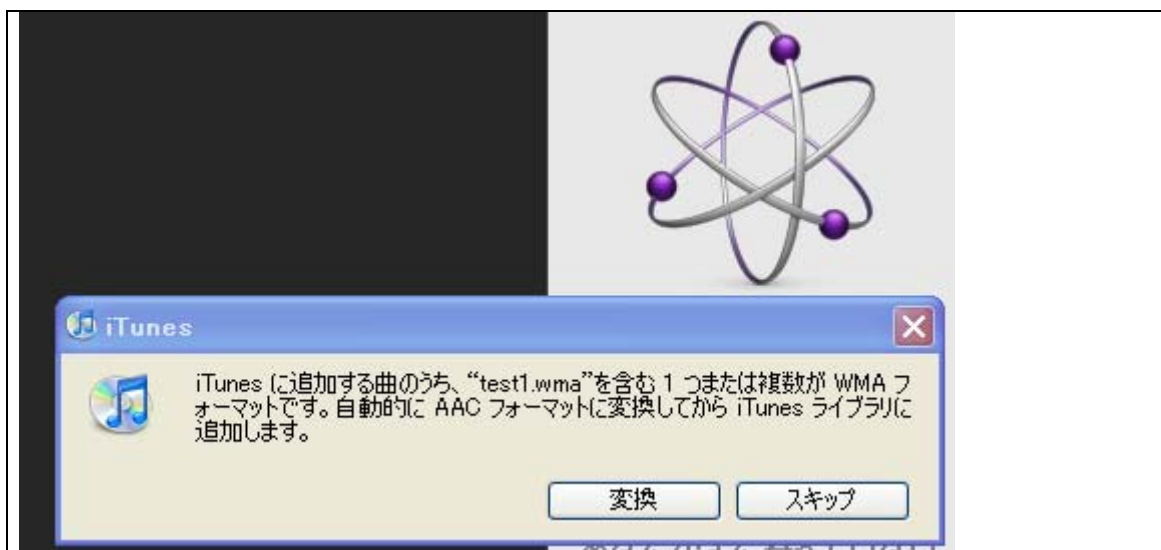 iTunes
iTunes に追加する曲のうち、“test1.wma”を含む 1 つまたは複数が WMA フ
ォーマットです。自動的に AAC フォーマットに変換してから iTunes ライブラリに
追加します。
変換
スキップ